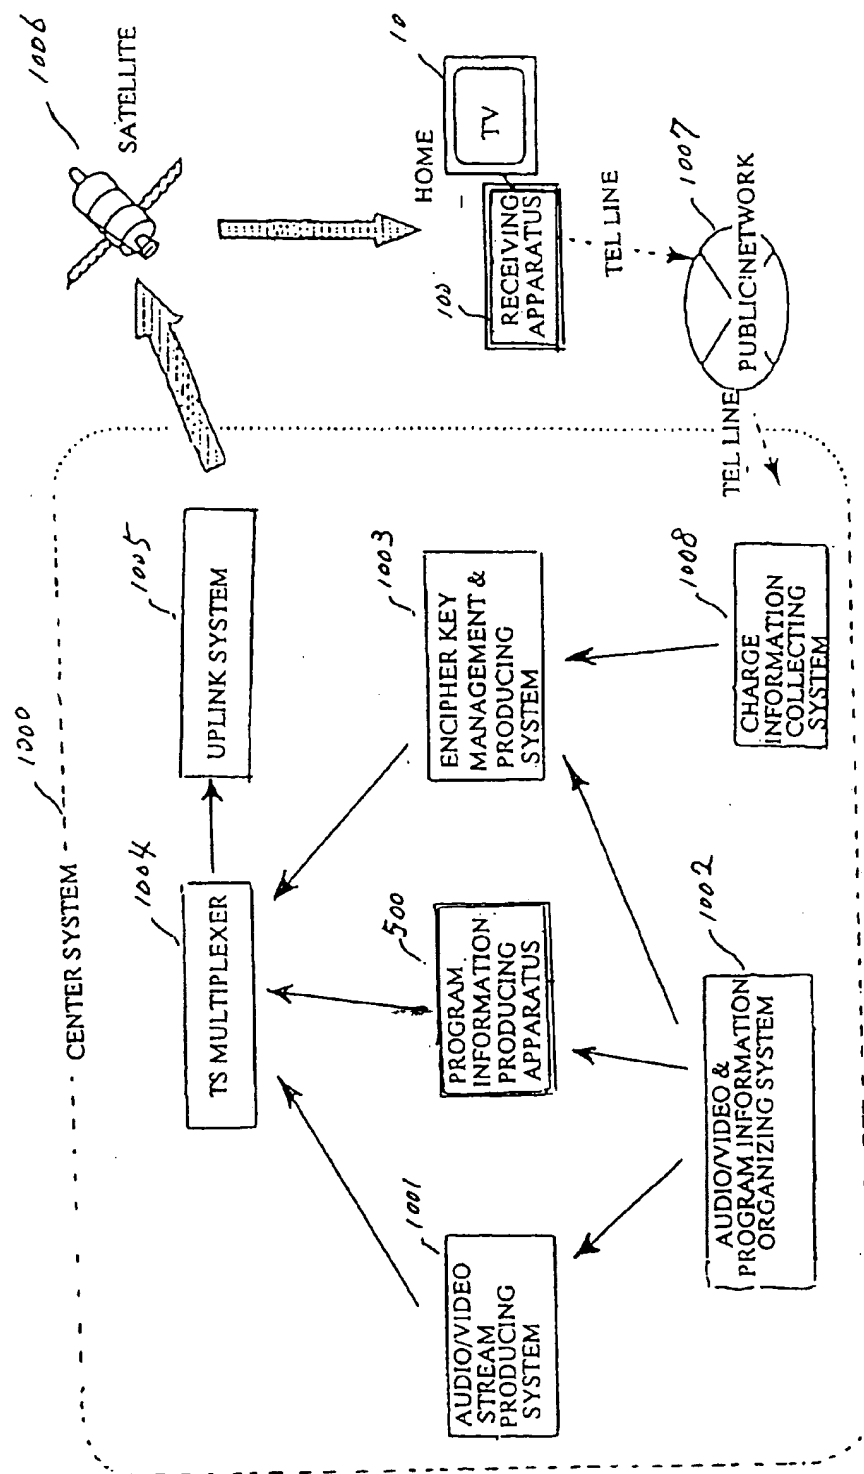 CENTER SYSTEM
1000
1004
TS MULTIPLEXER
1005
UPLINK SYSTEM
1006
SATELLITE
1001
AUDIO/VIDEO
STREAM
PRODUCING
SYSTEM
500
PROGRAM
INFORMATION
PRODUCING
APPARATUS
1003
ENCIPHER KEY
MANAGEMENT &
PRODUCING
SYSTEM
HOME
10
TV
100
RECEIVING
APPARATUS
TEL LINE
1002
AUDIO/VIDEO &
PROGRAM INFORMATION
ORGANIZING SYSTEM
1008
CHARGE
INFORMATION
COLLECTING
SYSTEM
TEL LINE
1007
PUBLIC NETWORK